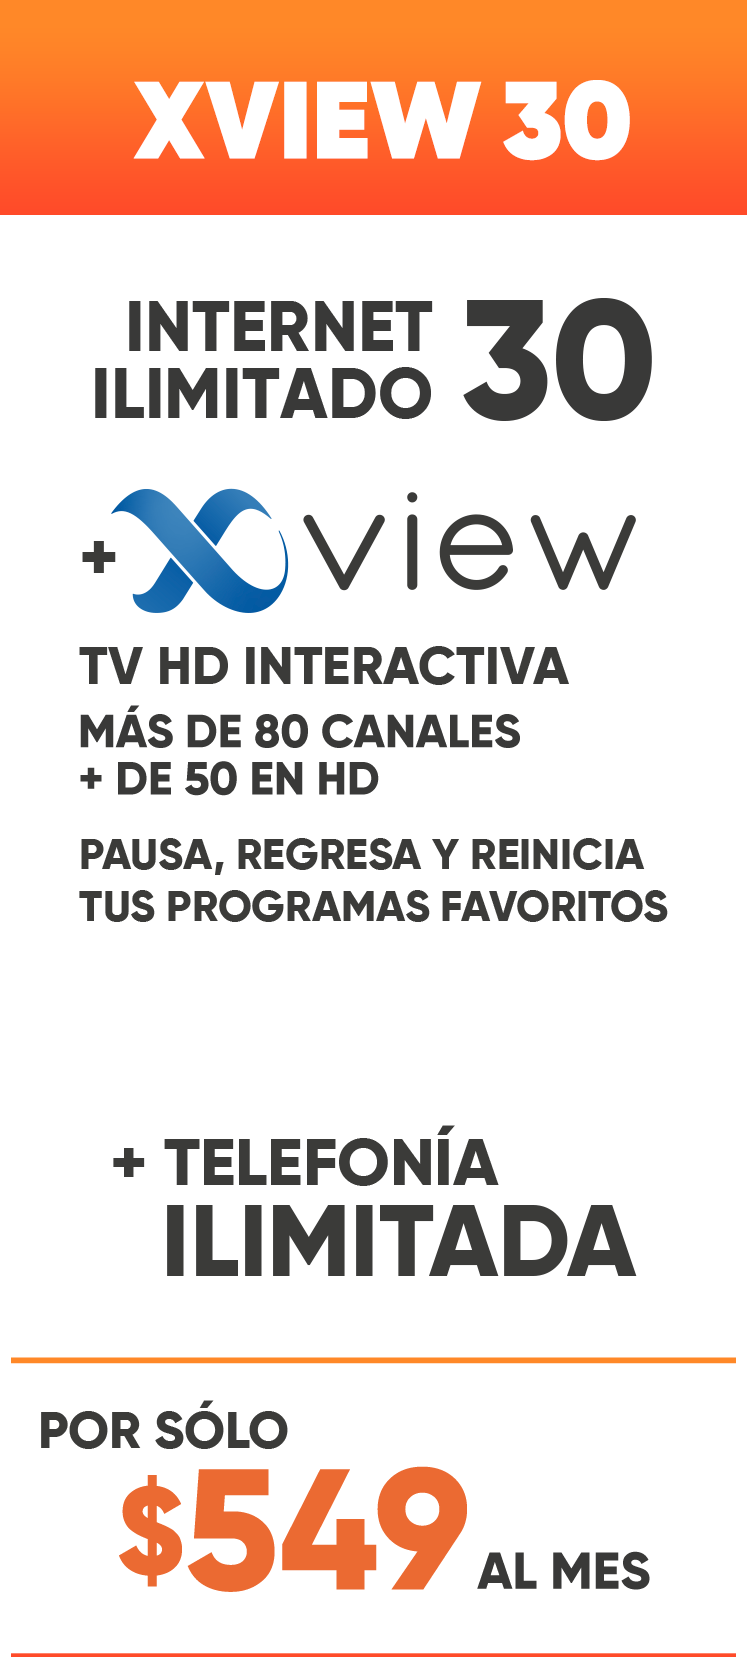 XVIEW 30
INTERNET
ILIMITADO 30
+ Xview
TV HD INTERACTIVA
MÁS DE 80 CANALES
+ DE 50 EN HD
PAUSA, REGRESA Y REINICIA
TUS PROGRAMAS FAVORITOS
+ TELEFONÍA
ILIMITADA
POR SÓLO
$549 AL MES